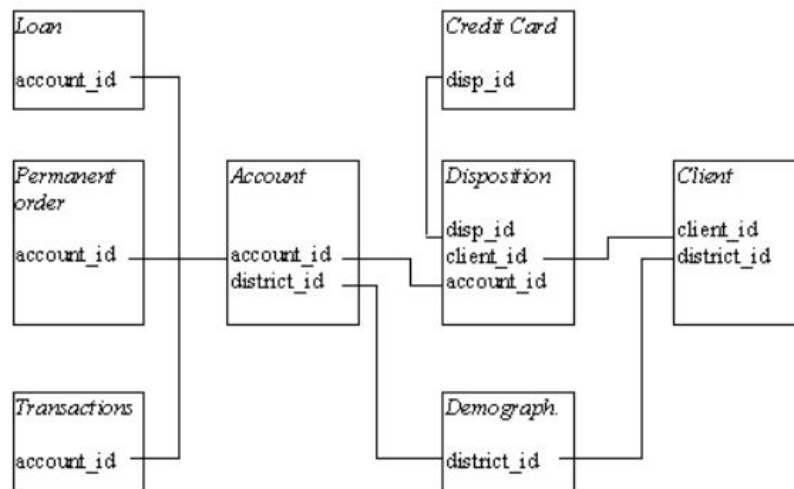 Loan
account_id
Credit Card
disp_id
Permanent
order
account_id
Account
account_id
district_id
Disposition
disp_id
client_id
account_id
Client
client_id
district_id
Transactions
account_id
Demograph.
district_id